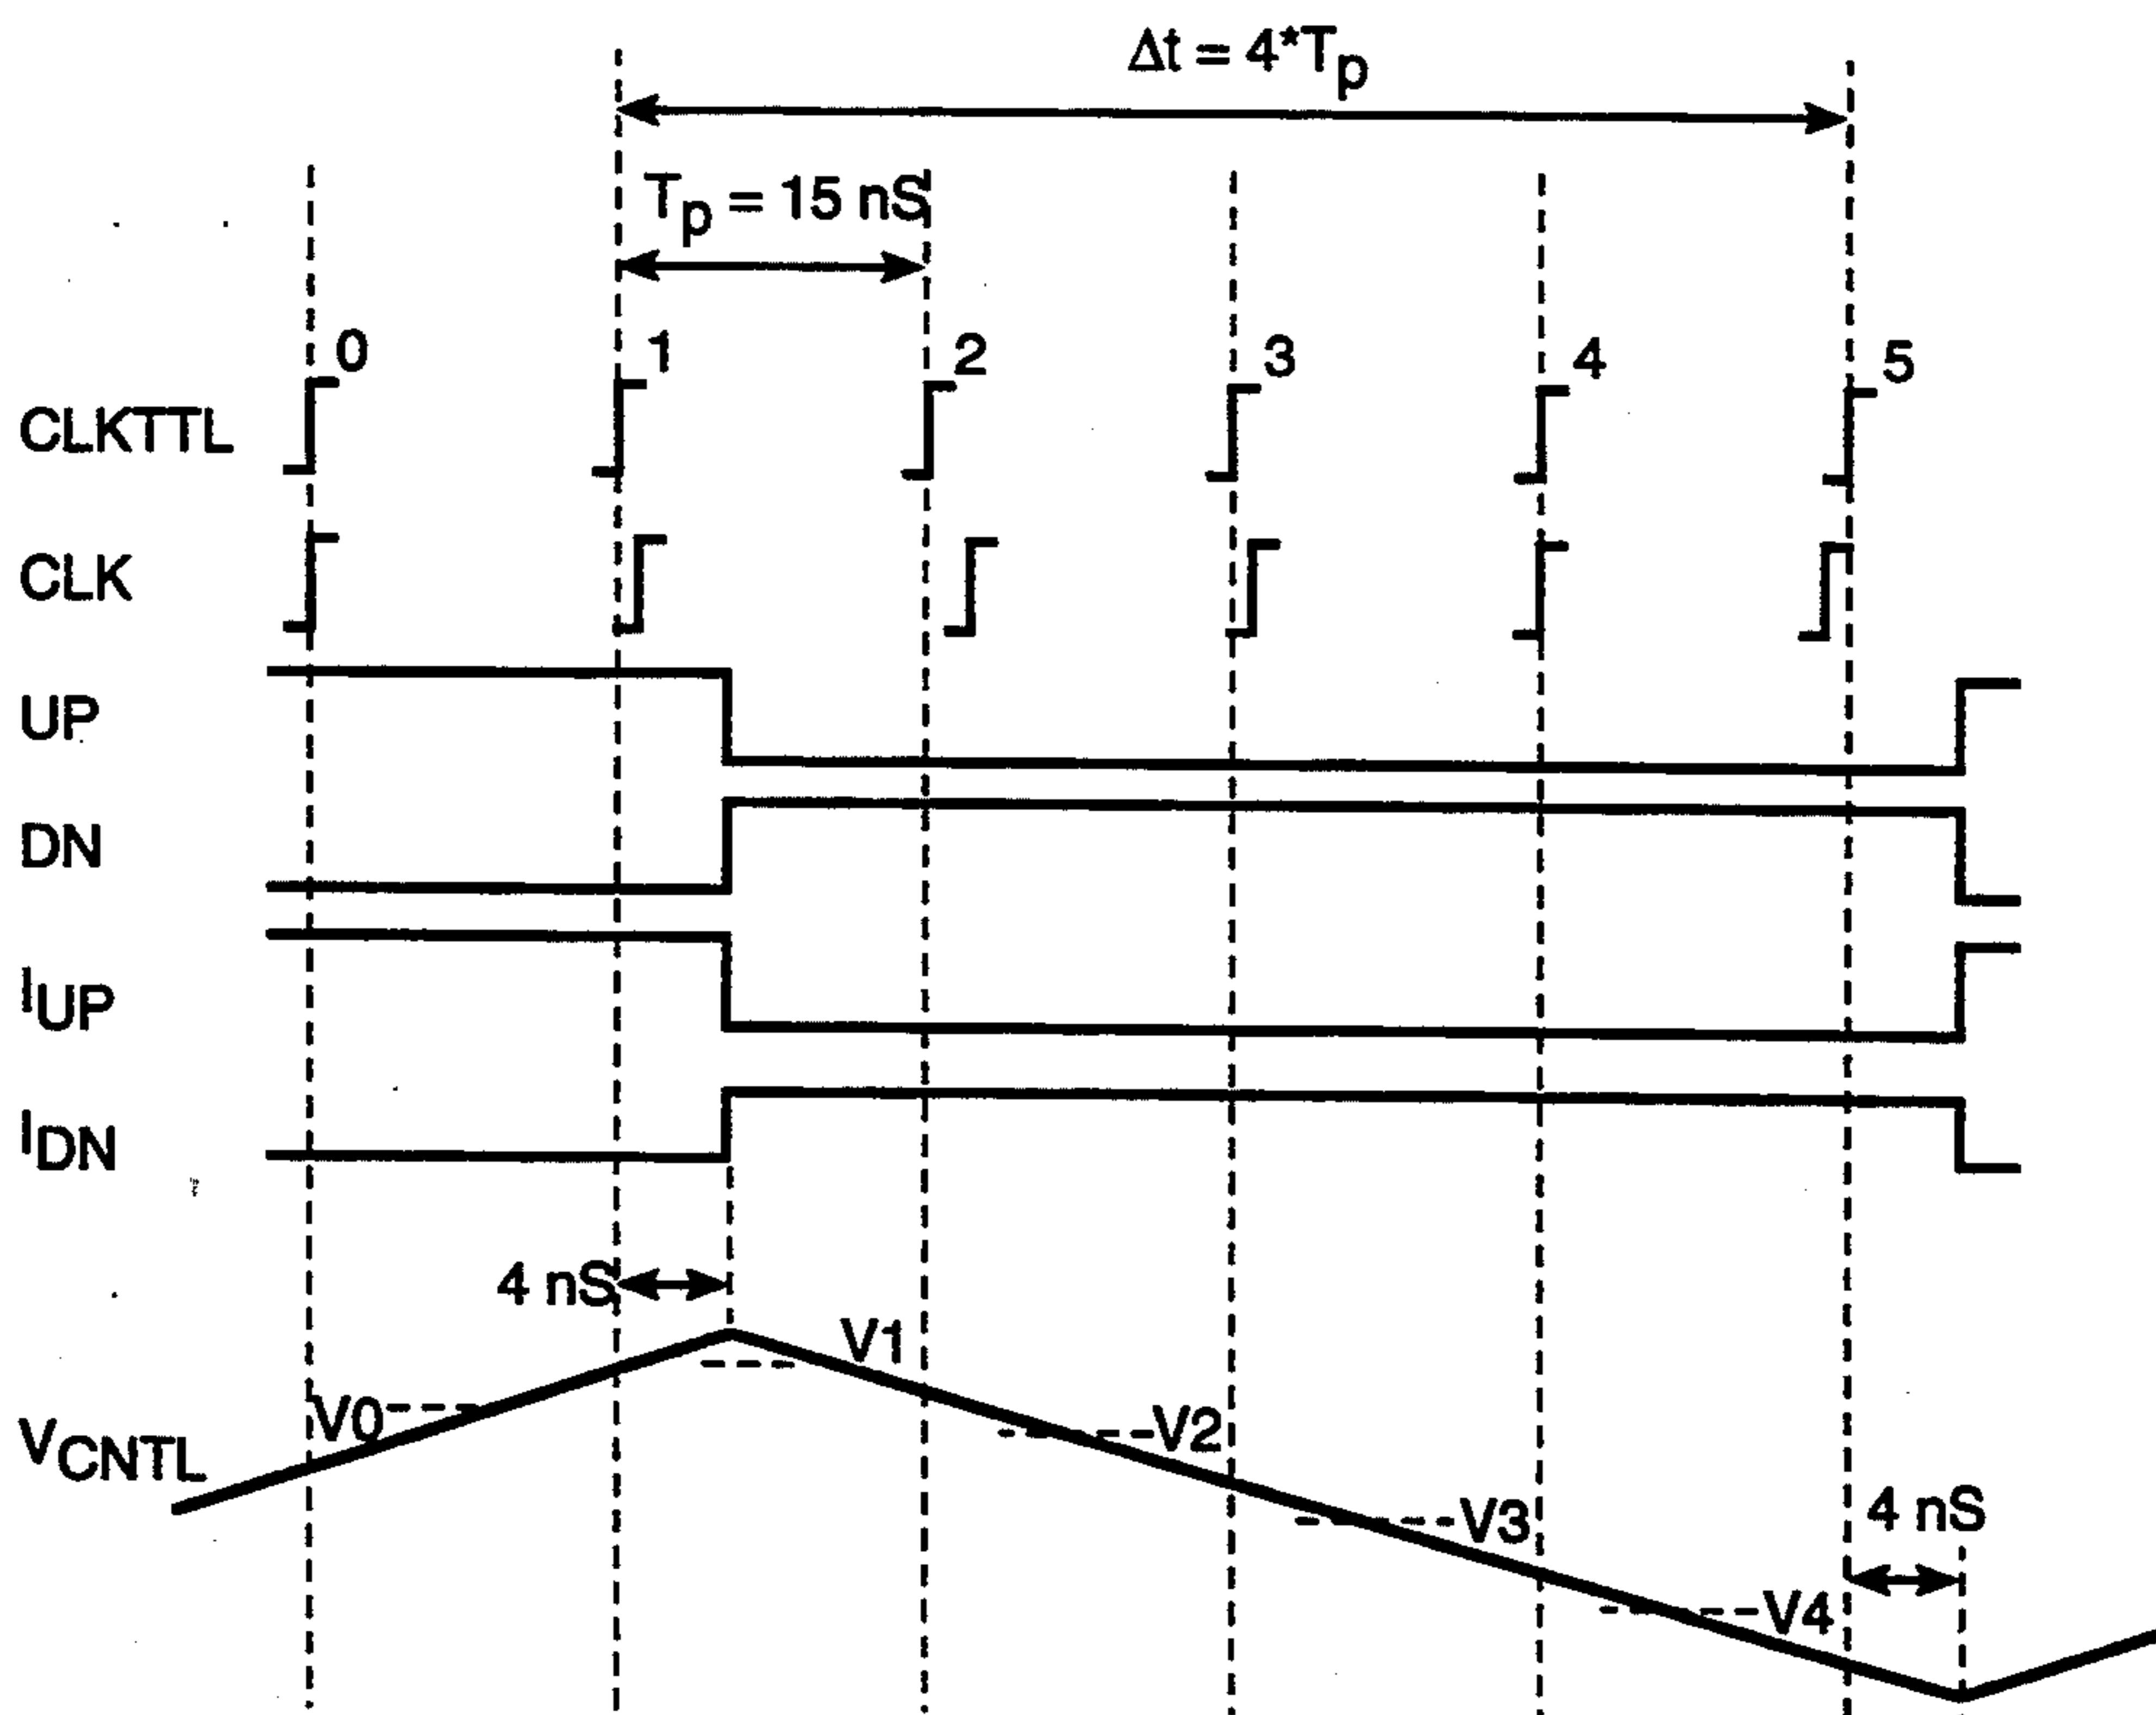 Δt = 4*Tp
Tp = 15 nS
0 1 2 3 4 5
CLKTTL
CLK
UP
DN
IUP
IDN
4 nS
V1
V0
V2
VCNTL
V3
4 nS
V4